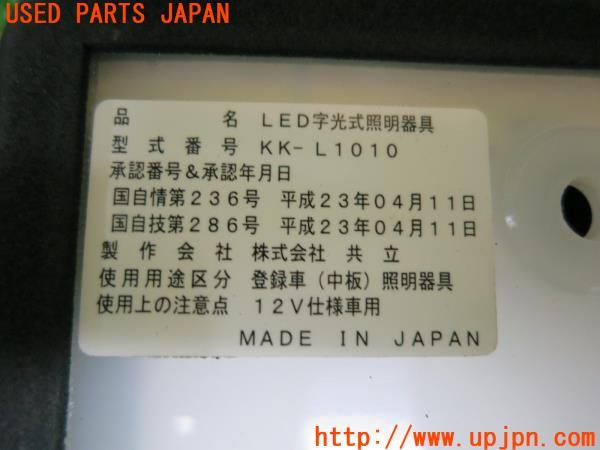 USED PARTS JAPAN
品　　　　名　LED字光式照明器具
型式番号　KK-L1010
承認番号＆承認年月日
国自情第236号　平成23年04月11日
国自技第286号　平成23年04月11日
製作会社　株式会社　共立
使用用途区分　登録車（中板）照明器具
使用上の注意点　12V仕様車用
MADE IN JAPAN
http://www.upjpn.com/